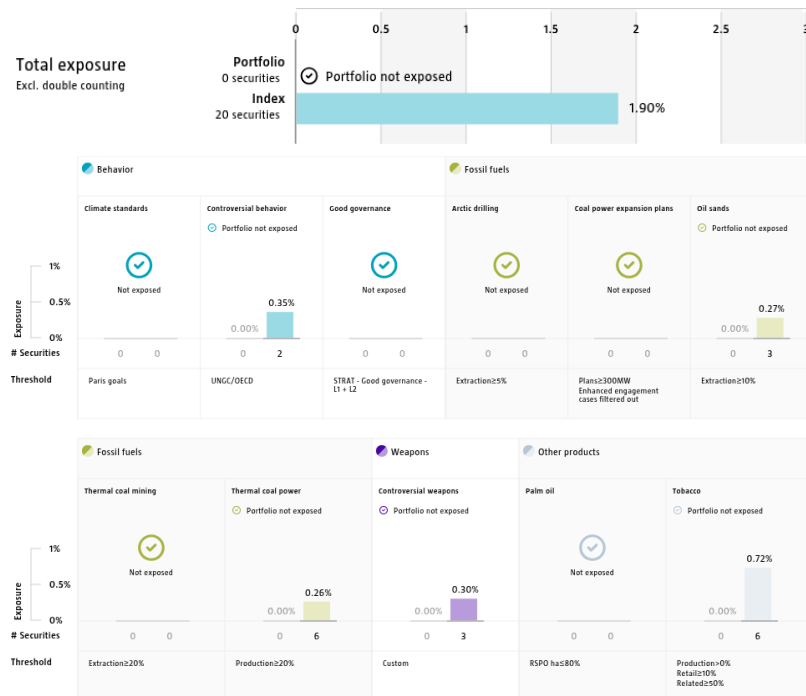 0 0.5 1 1.5 2 2.5 3
Total exposure
Excl. double counting
Portfolio
0 securities
Portfolio not exposed
Index
20 securities
1.90%
Behavior
Fossil fuels
Climate standards
Controversial behavior
Good governance
Arctic drilling
Coal power expansion plans
Oil sands
Portfolio not exposed
Portfolio not exposed
Exposure
1%
0.5%
0%
Not exposed
Not exposed
Not exposed
Not exposed
0.00% 0.35%
0.00% 0.27%
# Securities 0 0 0 2 0 0 0 0 0 0 0 3
Threshold
Paris goals
UNGC/OECD
STRAT - Good governance -
L1 + L2
Extraction≥5%
Plans≥300MW
Enhanced engagement
cases filtered out
Extraction≥10%
Fossil fuels
Weapons
Other products
Thermal coal mining
Thermal coal power
Controversial weapons
Palm oil
Tobacco
Portfolio not exposed
Portfolio not exposed
Portfolio not exposed
Exposure
1%
0.5%
0%
Not exposed
Not exposed
0.00% 0.26%
0.00% 0.30%
0.00% 0.72%
# Securities 0 0 0 6 0 3 0 0 0 6
Threshold
Extraction≥20%
Production≥20%
Custom
RSPO ha≤80%
Production>0%
Retail≥10%
Related≥50%